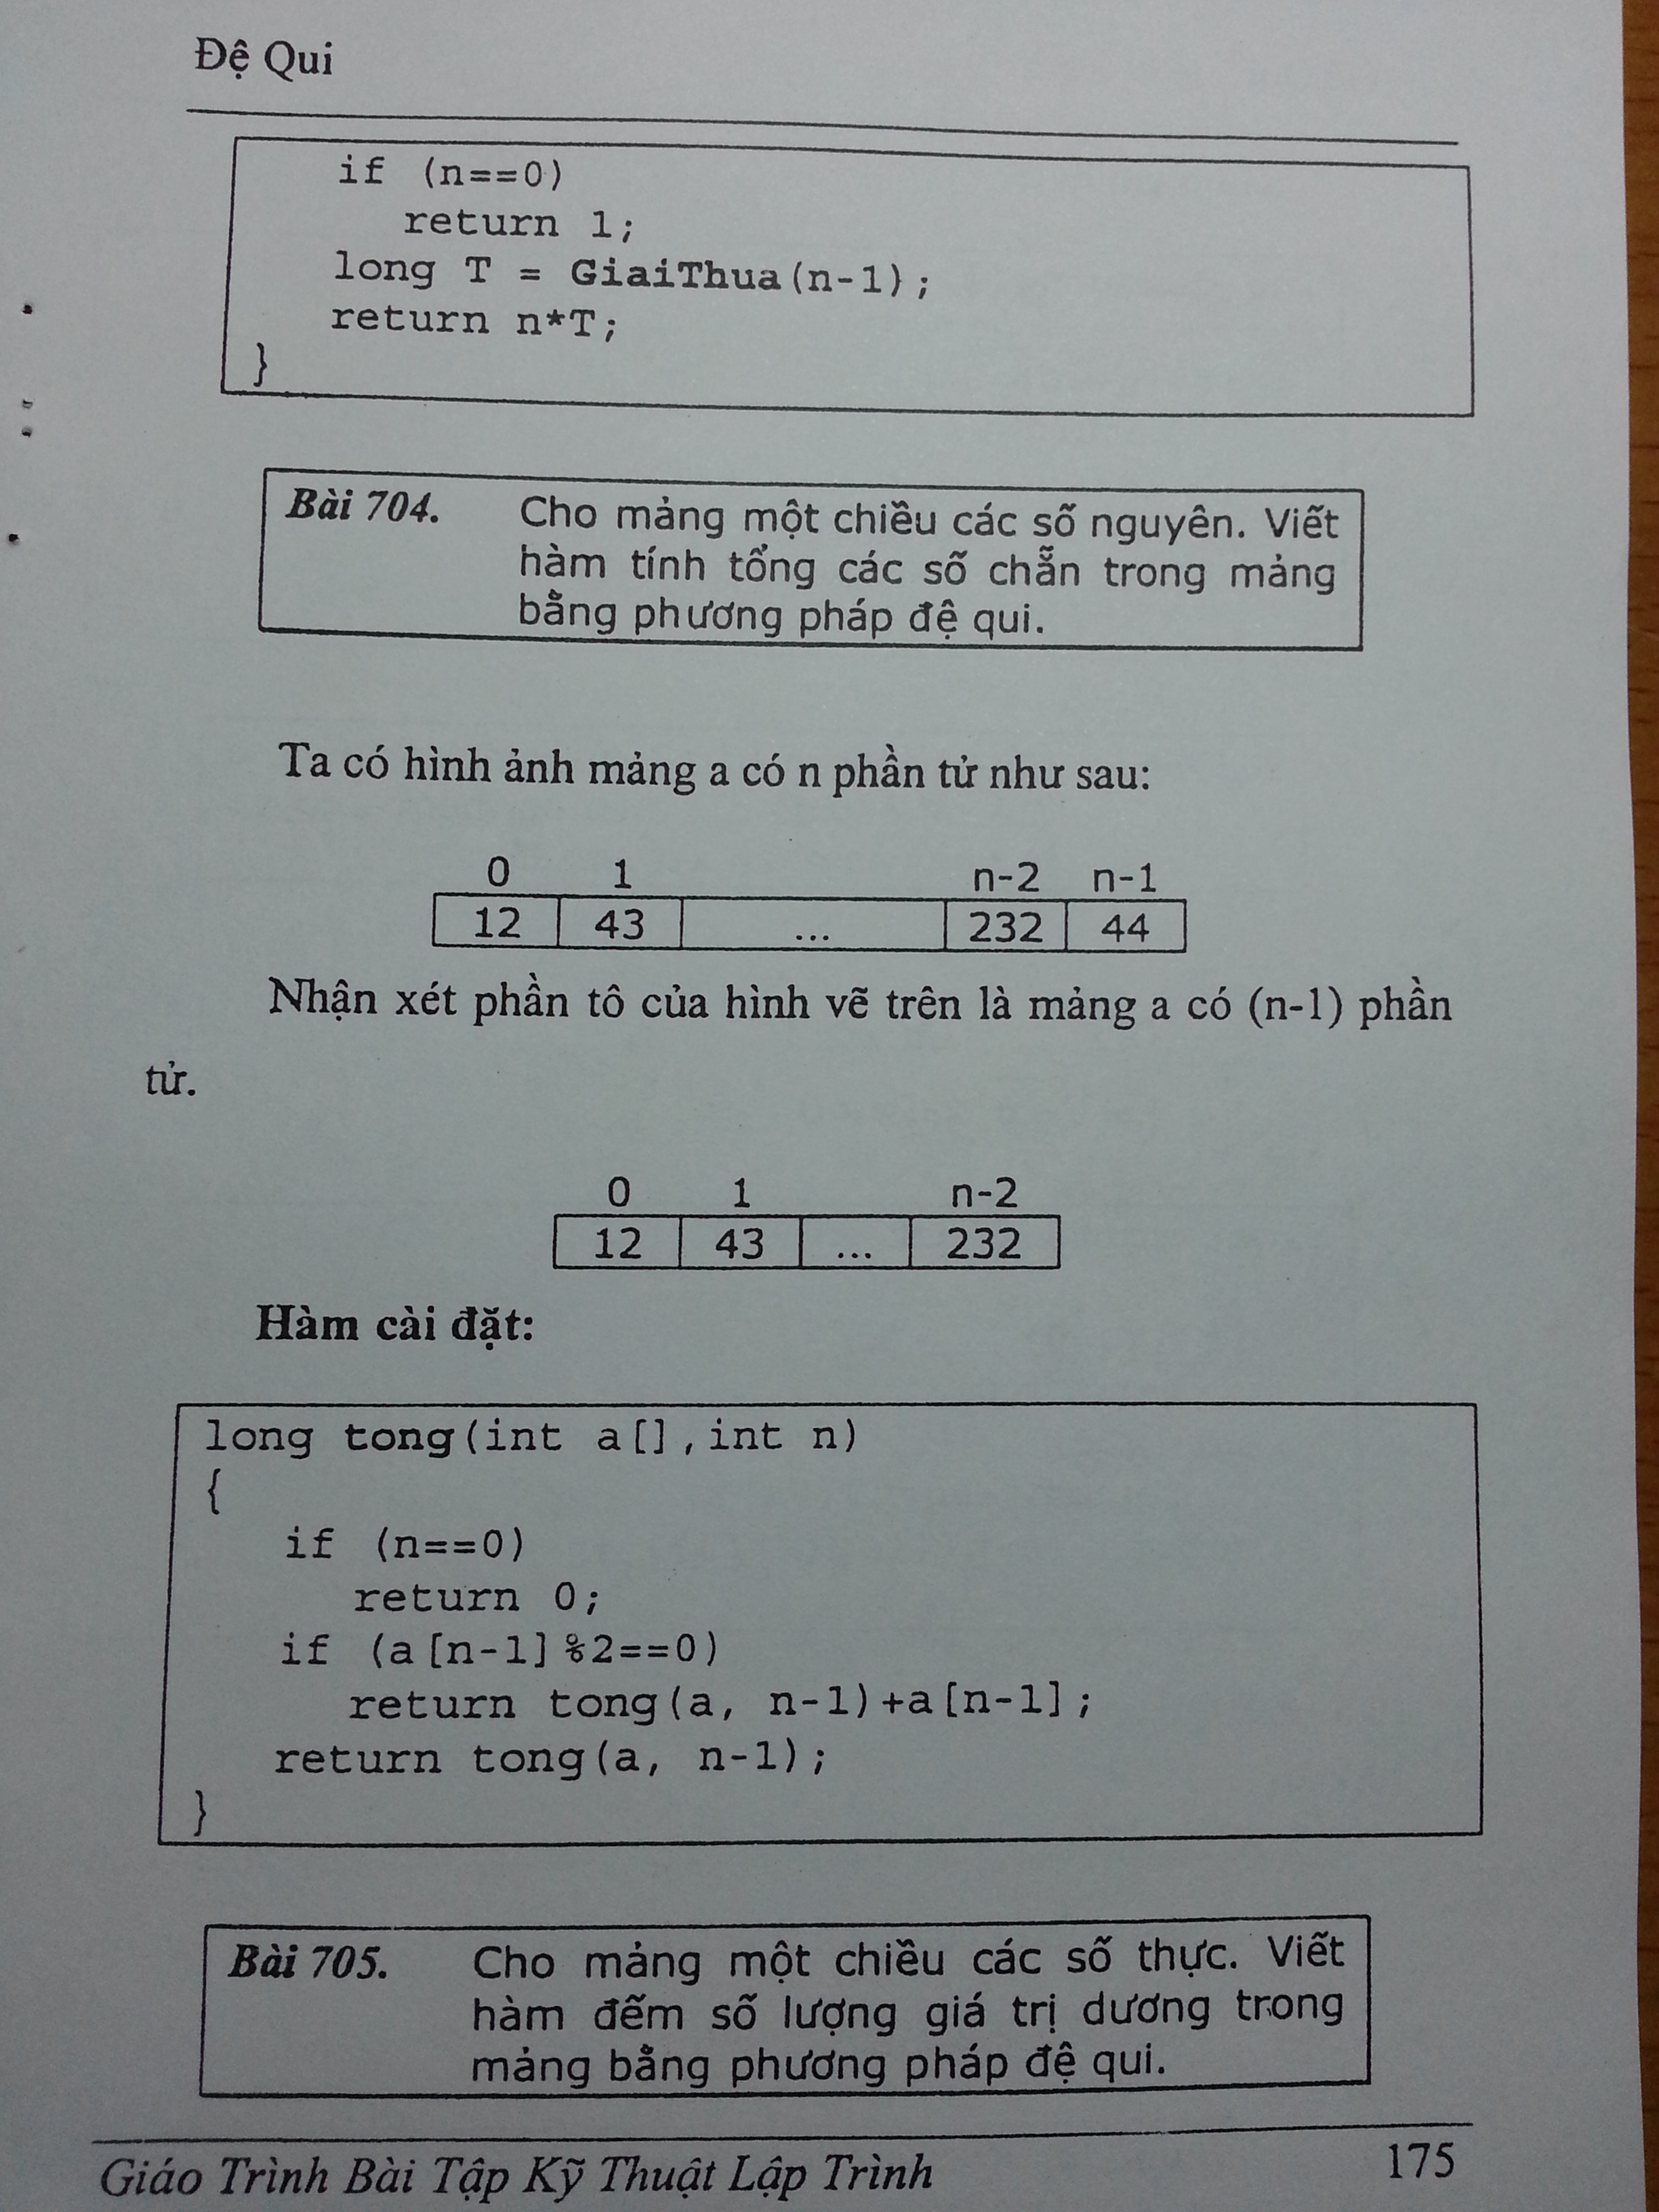 Đệ Qui
if (n==0)
return 1;
long T = GiaiThua(n-1);
return n*T;
}
Bài 704. Cho mảng một chiều các số nguyên. Viết
hàm tính tổng các số chẵn trong mảng
bằng phương pháp đệ qui.
Ta có hình ảnh mảng a có n phần tử như sau:
0 1 n-2 n-1
12 43 ... 232 44
Nhận xét phần tô của hình vẽ trên là mảng a có (n-1) phần
tử.
0 1 n-2
12 43 ... 232
Hàm cài đặt:
long tong(int a[],int n)
{
if (n==0)
return 0;
if (a[n-1]%2==0)
return tong(a, n-1)+a[n-1];
return tong(a, n-1);
}
Bài 705. Cho mảng một chiều các số thực. Viết
hàm đếm số lượng giá trị dương trong
mảng bằng phương pháp đệ qui.
Giáo Trình Bài Tập Kỹ Thuật Lập Trình 175